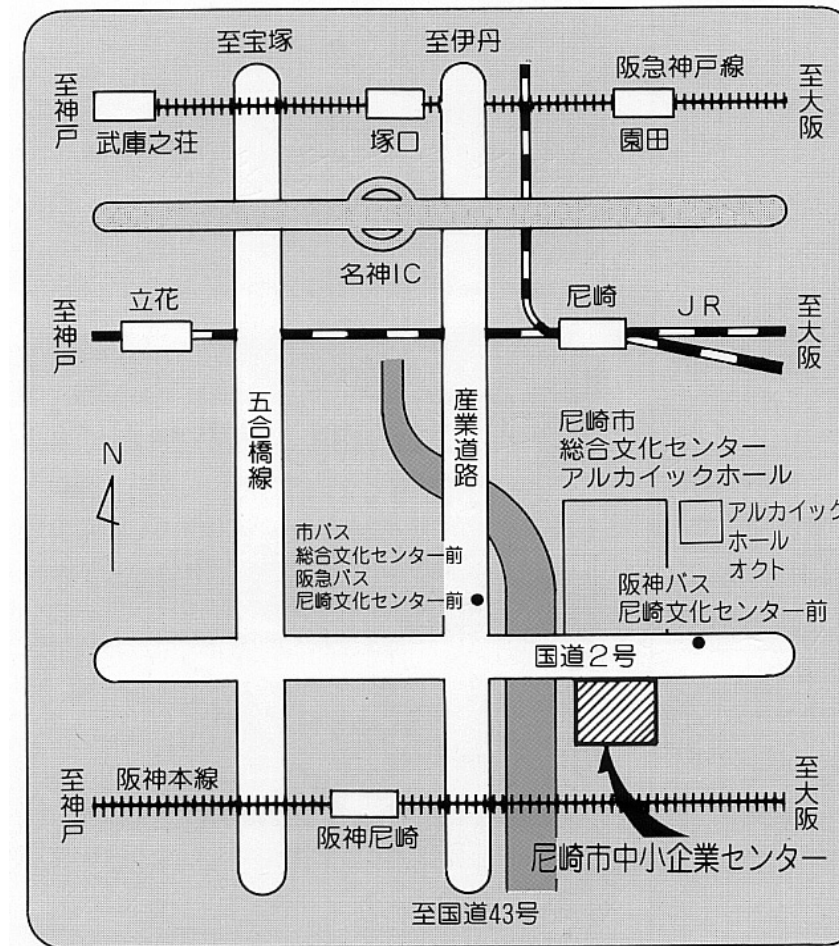 至宝塚
至伊丹
阪急神戸線
至神戸
至大阪
武庫之荘
塚口
園田
名神IC
立花
尼崎
JR
至神戸
至大阪
五合橋線
産業道路
N
尼崎市
総合文化センター
アルカイックホール
アルカイック
ホール
オクト
市バス
総合文化センター前
阪急バス
尼崎文化センター前
阪神バス
尼崎文化センター前
国道2号
至神戸
阪神本線
至大阪
阪神尼崎
尼崎市中小企業センター
至国道43号